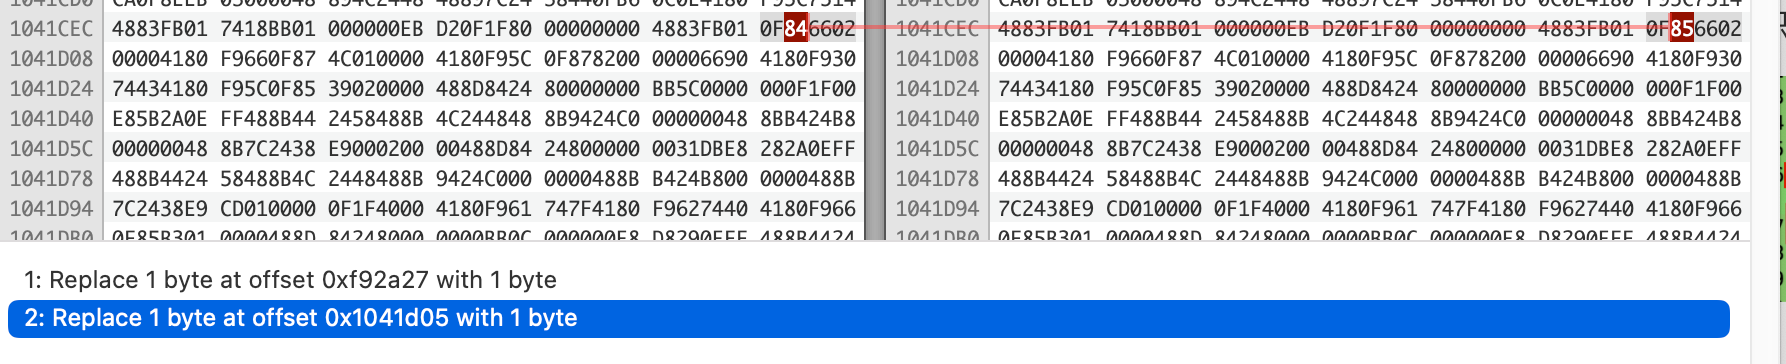 1041CEC 4883FB01 7418BB01 000000EB D20F1F80 00000000 4883FB01 0F846602 1041CEC 4883FB01 7418BB01 000000EB D20F1F80 00000000 4883FB01 0F856602
1041D08 00004180 F9660F87 4C010000 4180F95C 0F878200 00006690 4180F930 1041D08 00004180 F9660F87 4C010000 4180F95C 0F878200 00006690 4180F930
1041D24 74434180 F95C0F85 39020000 488D8424 80000000 BB5C0000 000F1F00 1041D24 74434180 F95C0F85 39020000 488D8424 80000000 BB5C0000 000F1F00
1041D40 E85B2A0E FF488B44 2458488B 4C244848 8B9424C0 00000048 8BB424B8 1041D40 E85B2A0E FF488B44 2458488B 4C244848 8B9424C0 00000048 8BB424B8
1041D5C 00000048 8B7C2438 E9000200 00488D84 24800000 0031DBE8 282A0EFF 1041D5C 00000048 8B7C2438 E9000200 00488D84 24800000 0031DBE8 282A0EFF
1041D78 488B4424 58488B4C 2448488B 9424C000 0000488B B424B800 0000488B 1041D78 488B4424 58488B4C 2448488B 9424C000 0000488B B424B800 0000488B
1041D94 7C2438E9 CD010000 0F1F4000 4180F961 747F4180 F9627440 4180F966 1041D94 7C2438E9 CD010000 0F1F4000 4180F961 747F4180 F9627440 4180F966
1: Replace 1 byte at offset 0xf92a27 with 1 byte
2: Replace 1 byte at offset 0x1041d05 with 1 byte